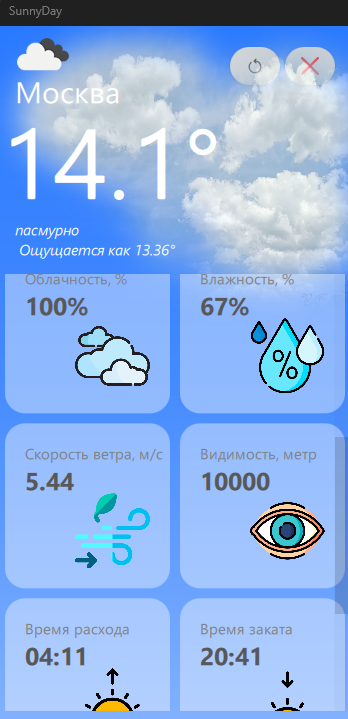 SunnyDay
Москва
14.1°
пасмурно
Ощущается как 13.36°
Облачность, %
100%
Влажность, %
67%
Скорость ветра, м/с
5.44
Видимость, метр
10000
Время расхода
04:11
Время заката
20:41